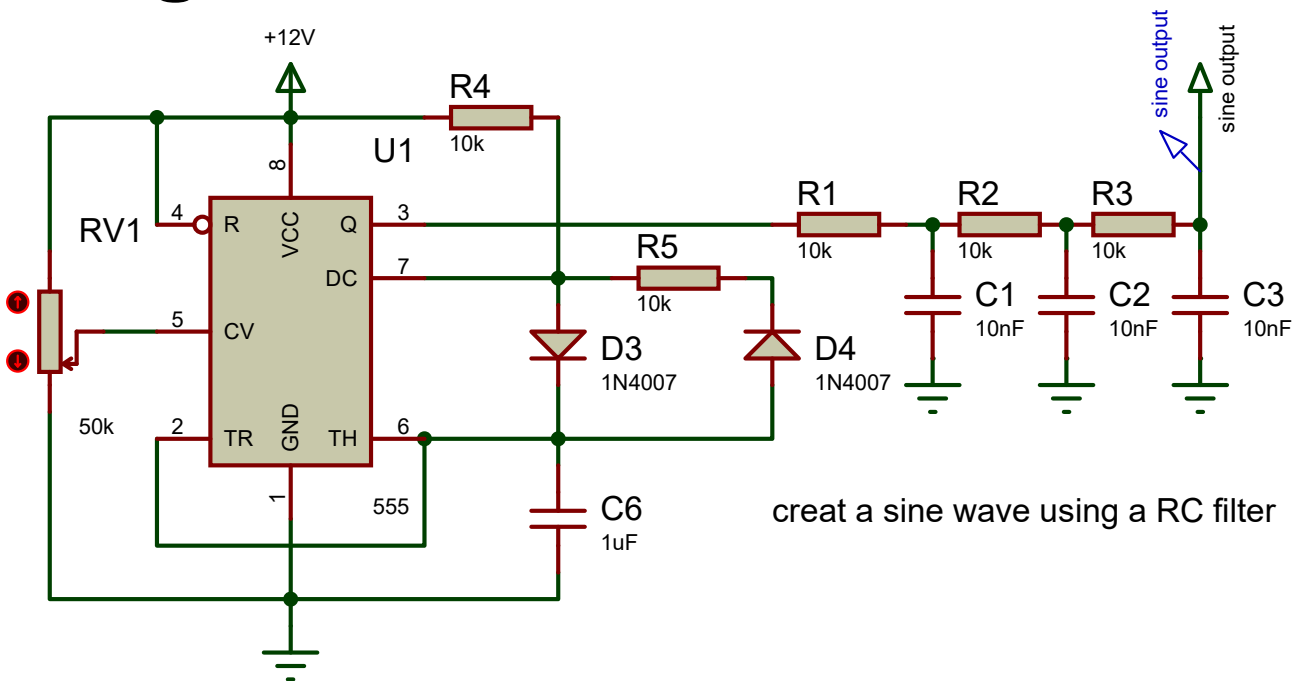 +12V
sine output
sine output
R4
10k
U1
8
VCC
RV1
50k
4
R
Q
3
DC
7
5
CV
2
TR
GND
TH
6
1
555
R1
10k
R2
10k
R3
10k
R5
10k
D3
1N4007
D4
1N4007
C1
10nF
C2
10nF
C3
10nF
C6
1uF
creat a sine wave using a RC filter